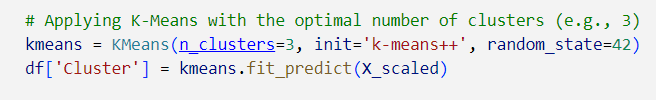 # Applying K-Means with the optimal number of clusters (e.g., 3)
kmeans = KMeans(n_clusters=3, init='k-means++', random_state=42)
df['Cluster'] = kmeans.fit_predict(X_scaled)